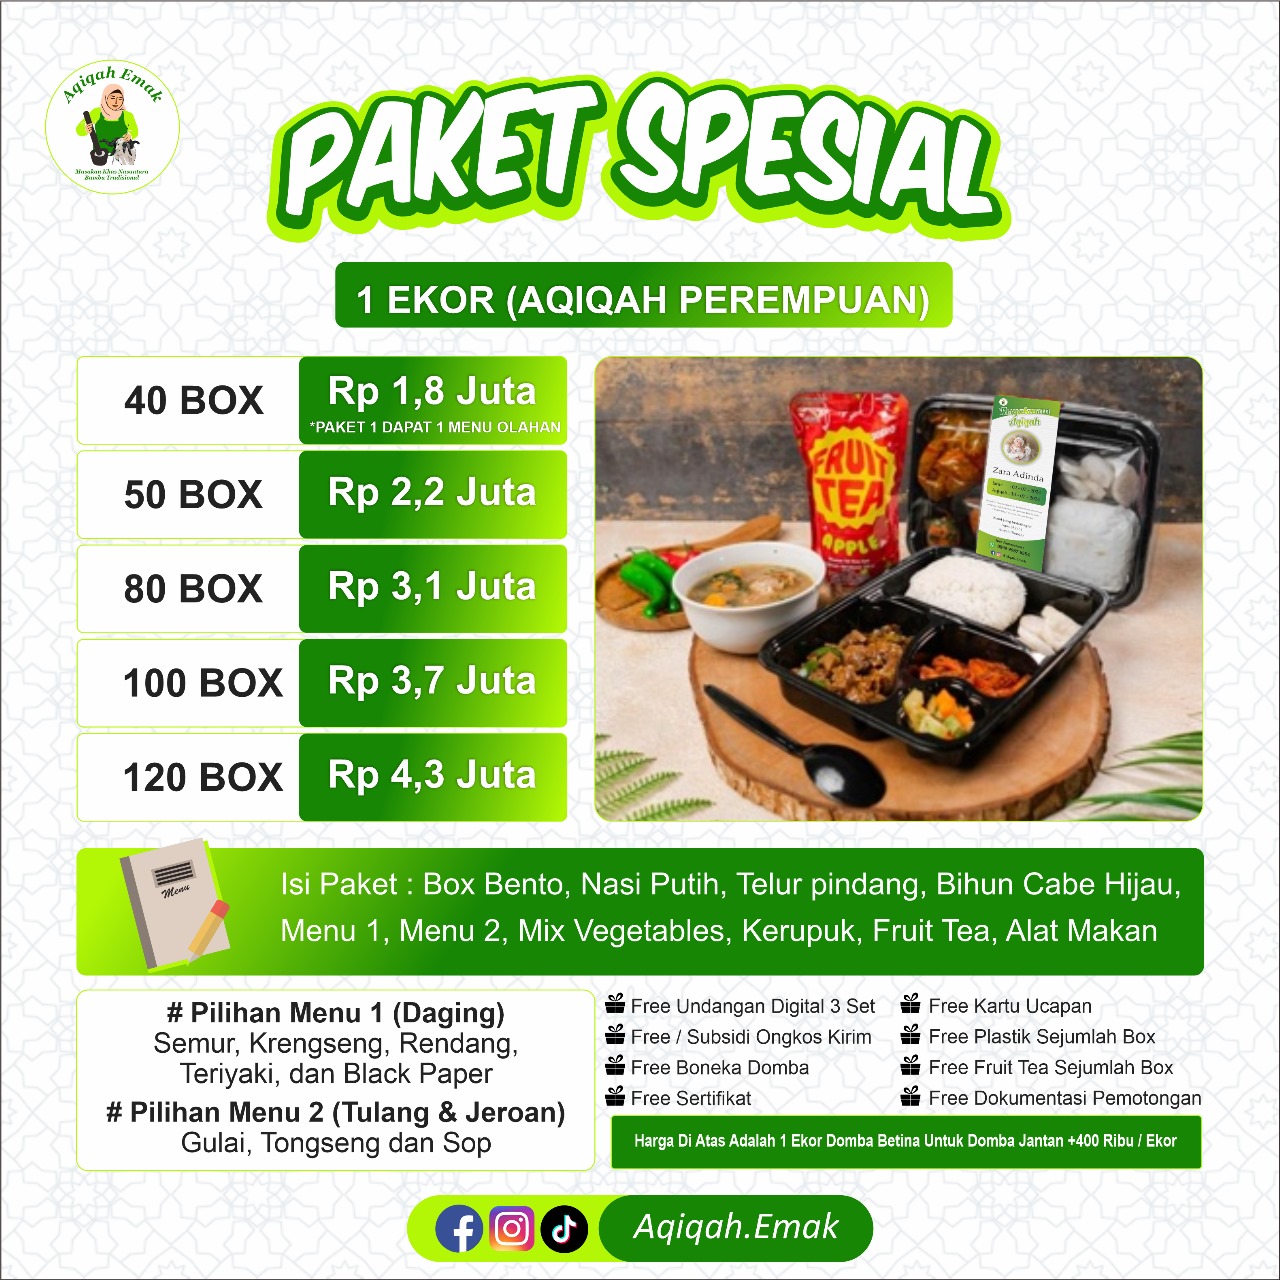 Aqiqah Emak
Masakan Khas Nusantara
Bumbu Tradisional
PAKET SPESIAL
1 EKOR (AQIQAH PEREMPUAN)
40 BOX
Rp 1,8 Juta
*PAKET 1 DAPAT 1 MENU OLAHAN
50 BOX
Rp 2,2 Juta
80 BOX
Rp 3,1 Juta
100 BOX
Rp 3,7 Juta
120 BOX
Rp 4,3 Juta
FRUIT
TEA
APPLE
Aqiqah
Zara Adinda
Menu
Isi Paket : Box Bento, Nasi Putih, Telur pindang, Bihun Cabe Hijau,
Menu 1, Menu 2, Mix Vegetables, Kerupuk, Fruit Tea, Alat Makan
# Pilihan Menu 1 (Daging)
Semur, Krengseng, Rendang,
Teriyaki, dan Black Paper
# Pilihan Menu 2 (Tulang & Jeroan)
Gulai, Tongseng dan Sop
Free Undangan Digital 3 Set
Free / Subsidi Ongkos Kirim
Free Boneka Domba
Free Sertifikat
Free Kartu Ucapan
Free Plastik Sejumlah Box
Free Fruit Tea Sejumlah Box
Free Dokumentasi Pemotongan
Harga Di Atas Adalah 1 Ekor Domba Betina Untuk Domba Jantan +400 Ribu / Ekor
Aqiqah.Emak